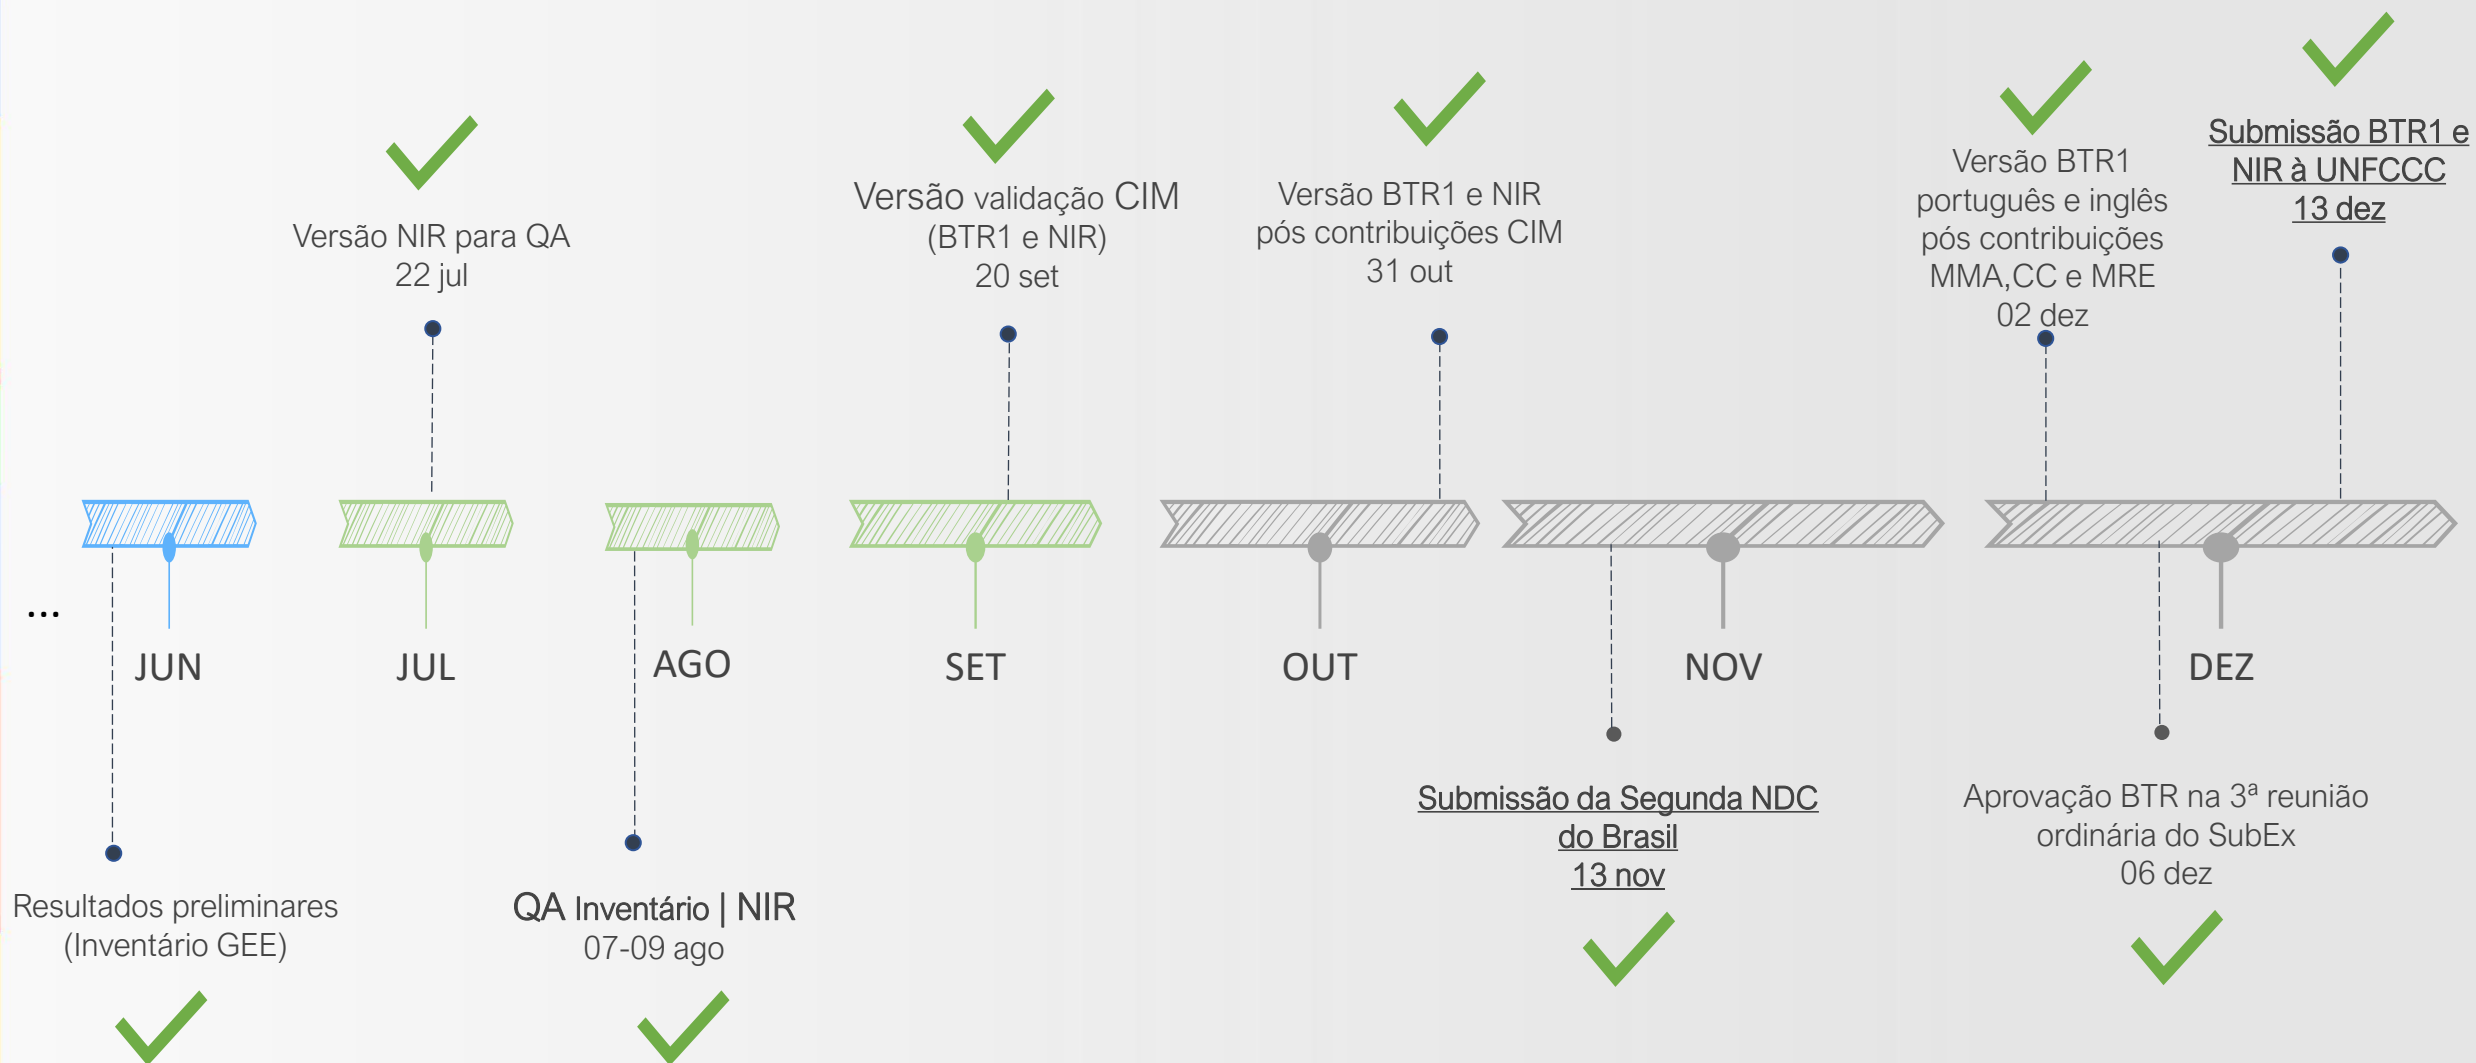 Versão NIR para QA
22 jul
Versão validação CIM
(BTR1 e NIR)
20 set
Versão BTR1 e NIR
pós contribuições CIM
31 out
Versão BTR1
português e inglês
pós contribuições
MMA,CC e MRE
02 dez
Submissão BTR1 e
NIR à UNFCCC
13 dez
...
JUN
JUL
AGO
SET
OUT
NOV
DEZ
Resultados preliminares
(Inventário GEE)
QA Inventário | NIR
07-09 ago
Submissão da Segunda NDC
do Brasil
13 nov
Aprovação BTR na 3ª reunião
ordinária do SubEx
06 dez